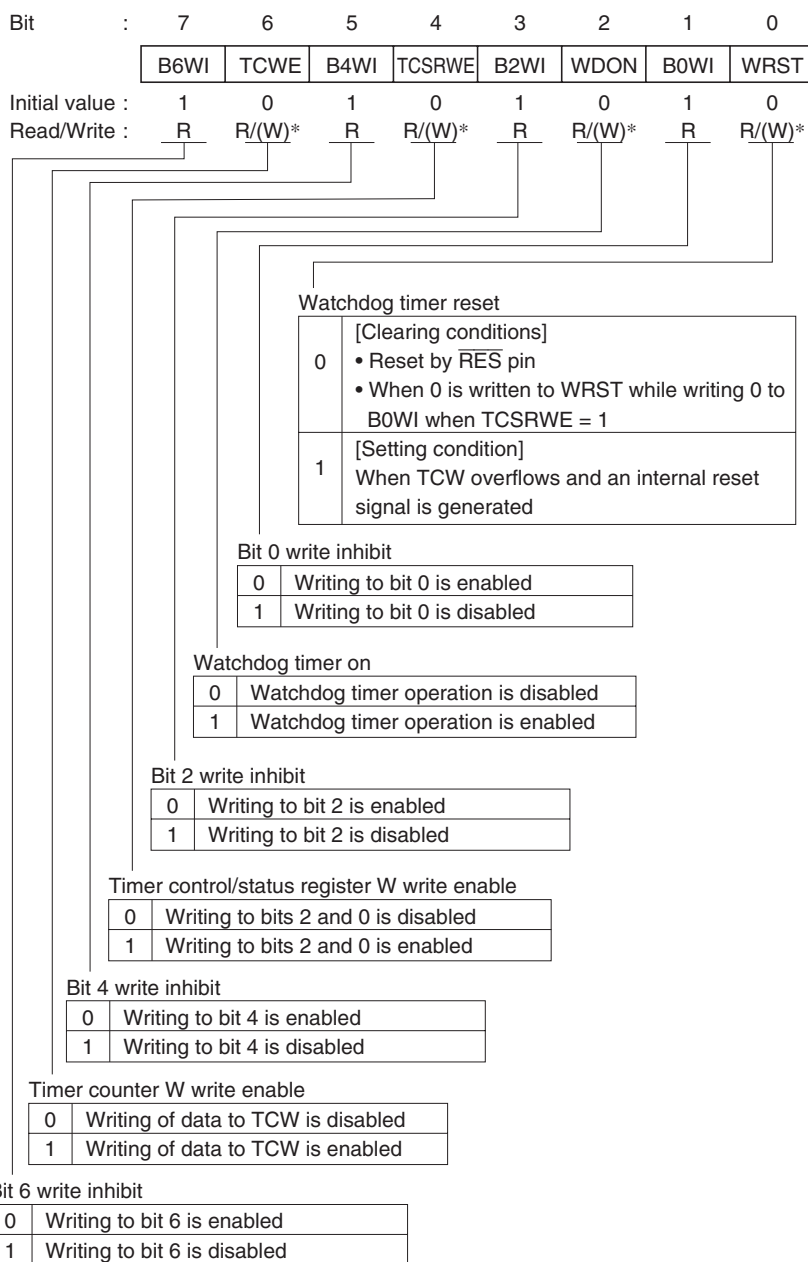 Bit : 7 6 5 4 3 2 1 0
B6WI TCWE B4WI TCSRWE B2WI WDON B0WI WRST
Initial value : 1 0 1 0 1 0 1 0
Read/Write : R R/(W)* R R/(W)* R R/(W)* R R/(W)*
Watchdog timer reset
0 [Clearing conditions]
• Reset by R̅E̅S̅ pin
• When 0 is written to WRST while writing 0 to
B0WI when TCSRWE = 1
1 [Setting condition]
When TCW overflows and an internal reset
signal is generated
Bit 0 write inhibit
0 Writing to bit 0 is enabled
1 Writing to bit 0 is disabled
Watchdog timer on
0 Watchdog timer operation is disabled
1 Watchdog timer operation is enabled
Bit 2 write inhibit
0 Writing to bit 2 is enabled
1 Writing to bit 2 is disabled
Timer control/status register W write enable
0 Writing to bits 2 and 0 is disabled
1 Writing to bits 2 and 0 is enabled
Bit 4 write inhibit
0 Writing to bit 4 is enabled
1 Writing to bit 4 is disabled
Timer counter W write enable
0 Writing of data to TCW is disabled
1 Writing of data to TCW is enabled
Bit 6 write inhibit
0 Writing to bit 6 is enabled
1 Writing to bit 6 is disabled